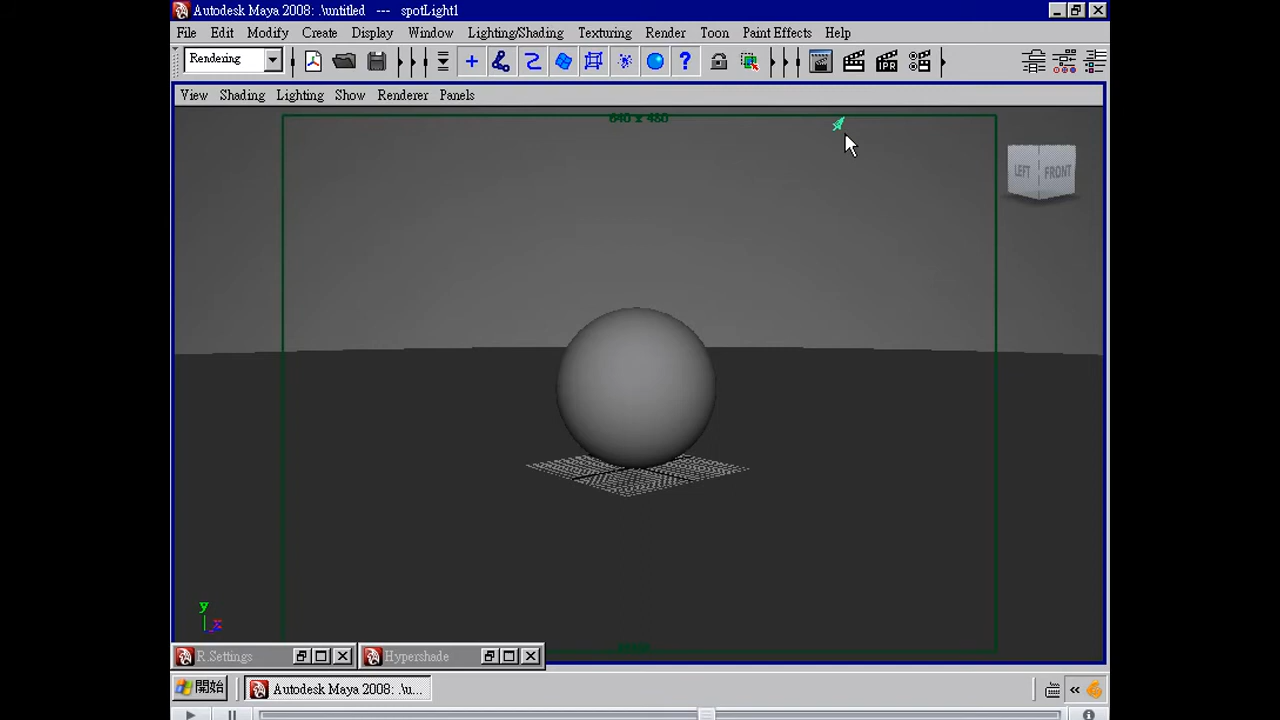 Autodesk Maya 2008: .\untitled --- spotLight1
File Edit Modify Create Display Window Lighting/Shading Texturing Render Toon Paint Effects Help
Rendering
IPR
View Shading Lighting Show Renderer Panels
640 x 480
LEFT FRONT
y
z
R.Settings
Hypershade
開始
Autodesk Maya 2008: .\u...